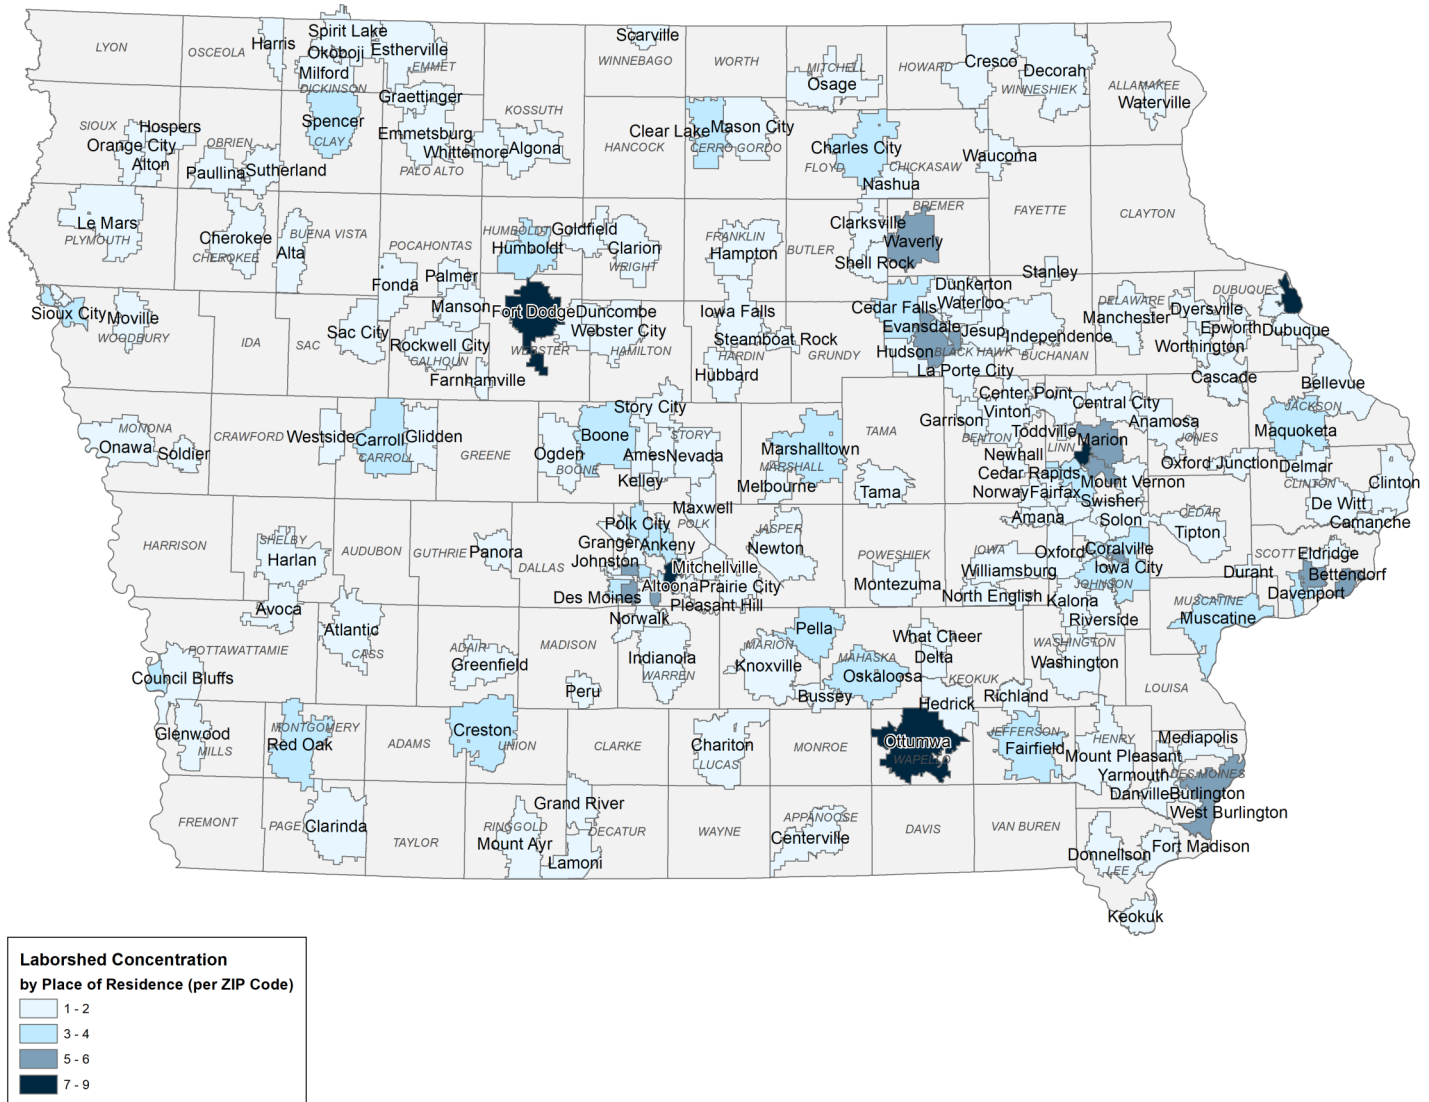 LYON
OSCEOLA
Harris
Spirit Lake
Okoboji
Estherville
EMMET
Milford
DICKINSON
Scarville
WINNEBAGO
WORTH
MITCHELL
Osage
HOWARD
Cresco
Decorah
WINNESHIEK
ALLAMAKEE
Waterville
Graettinger
KOSSUTH
SIOUX
Hospers
Orange City
Alton
OBRIEN
Paullina
Sutherland
Spencer
CLAY
Emmetsburg
Whittemore
Algona
PALO ALTO
HANCOCK
Clear Lake
Mason City
CERRO GORDO
Charles City
FLOYD
CHICKASAW
Nashua
Waucoma
Le Mars
PLYMOUTH
Cherokee
CHEROKEE
Alta
BUENA VISTA
POCAHONTAS
HUMBOLDT
Humboldt
Goldfield
Clarion
WRIGHT
FRANKLIN
Hampton
BUTLER
Clarksville
Shell Rock
BREMER
Waverly
FAYETTE
CLAYTON
Fonda
Palmer
Manson
Stanley
Sioux City
Moville
WOODBURY
IDA
SAC
Sac City
Rockwell City
CALHOUN
Farnhamville
Fort Dodge
WEBSTER
Duncombe
Webster City
HAMILTON
Iowa Falls
Steamboat Rock
HARDIN
Hubbard
GRUNDY
Cedar Falls
Dunkerton
Waterloo
Evansdale
Hudson
BLACK HAWK
La Porte City
Jesup
Independence
BUCHANAN
DELAWARE
Manchester
DUBUQUE
Dyersville
Epworth
Dubuque
Worthington
Cascade
Bellevue
MONONA
Onawa
Soldier
CRAWFORD
Westside
Carroll
CARROLL
Glidden
GREENE
Story City
Boone
Ogden
BOONE
STORY
Ames
Nevada
Kelley
Marshalltown
MARSHALL
Melbourne
TAMA
Tama
Garrison
BENTON
Center Point
Vinton
Toddville
Newhall
LINN
Marion
Central City
Anamosa
JONES
JACKSON
Maquoketa
Cedar Rapids
Mount Vernon
Norway
Fairfax
Swisher
Oxford Junction
Delmar
CLINTON
Clinton
De Witt
Camanche
HARRISON
SHELBY
Harlan
AUDUBON
GUTHRIE
Panora
DALLAS
Maxwell
Polk City
POLK
Granger
Ankeny
Johnston
Mitchellville
Altoona
Prairie City
Des Moines
Pleasant Hill
Norwalk
JASPER
Newton
POWESHIEK
Montezuma
Amana
IOWA
Williamsburg
North English
Solon
Oxford
Coralville
Iowa City
JOHNSON
Kalona
Riverside
CEDAR
Tipton
SCOTT
Eldridge
Durant
Bettendorf
Davenport
MUSCATINE
Muscatine
Avoca
POTTAWATTAMIE
Council Bluffs
Atlantic
CASS
ADAIR
Greenfield
MADISON
Peru
Indianola
WARREN
MARION
Knoxville
Pella
Bussey
MAHASKA
Oskaloosa
What Cheer
Delta
KEOKUK
Hedrick
Richland
WASHINGTON
Washington
LOUISA
Glenwood
MILLS
MONTGOMERY
Red Oak
ADAMS
Creston
UNION
CLARKE
Chariton
LUCAS
MONROE
Ottumwa
WAPELLO
JEFFERSON
Fairfield
HENRY
Mount Pleasant
Mediapolis
Yarmouth
DES MOINES
Danville
Burlington
West Burlington
FREMONT
PAGE
Clarinda
TAYLOR
RINGGOLD
Mount Ayr
Grand River
DECATUR
Lamoni
WAYNE
APPANOOSE
Centerville
DAVIS
VAN BUREN
Donnellson
LEE
Fort Madison
Keokuk
Laborshed Concentration
by Place of Residence (per ZIP Code)
1 - 2
3 - 4
5 - 6
7 - 9